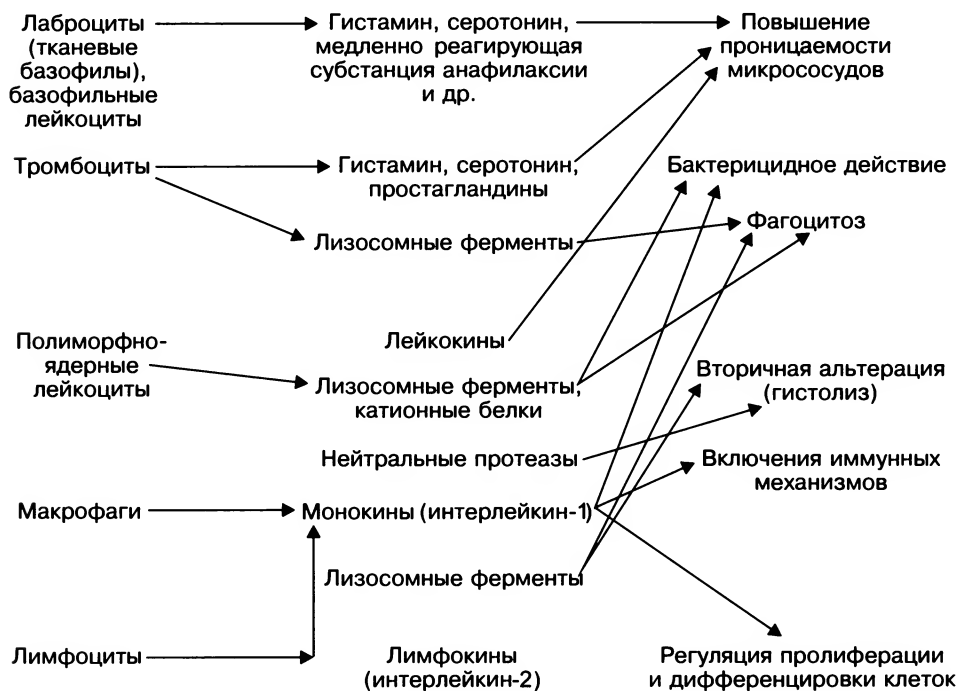 Лаброциты
(тканевые
базофилы),
базофильные
лейкоциты
Гистамин, серотонин,
медленно реагирующая
субстанция анафилаксии
и др.
Повышение
проницаемости
микрососудов
Тромбоциты
Гистамин, серотонин,
простагландины
Бактерицидное действие
Лизосомные ферменты
Фагоцитоз
Полиморфно-
ядерные
лейкоциты
Лейкокины
Лизосомные ферменты,
катионные белки
Вторичная альтерация
(гистолиз)
Нейтральные протеазы
Включения иммунных
механизмов
Макрофаги
Монокины (интерлейкин-1)
Лизосомные ферменты
Лимфоциты
Лимфокины
(интерлейкин-2)
Регуляция пролиферации
и дифференцировки клеток